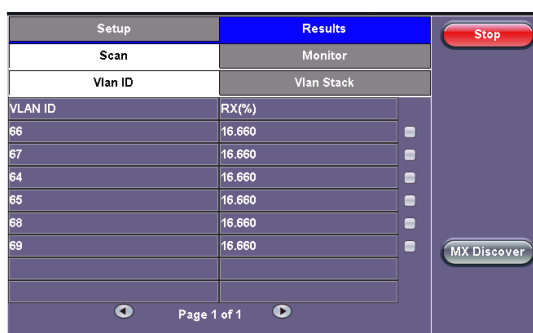 Setup Results Stop
Scan Monitor
Vlan ID Vlan Stack
VLAN ID RX(%)
66 16.660
67 16.660
64 16.660
65 16.660
68 16.660
69 16.660
MX Discover
Page 1 of 1